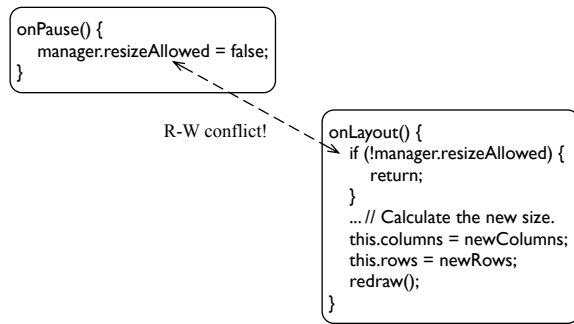 onPause() {
manager.resizeAllowed = false;
}
R-W conflict!
onLayout() {
if (!manager.resizeAllowed) {
return;
}
... // Calculate the new size.
this.columns = newColumns;
this.rows = newRows;
redraw();
}